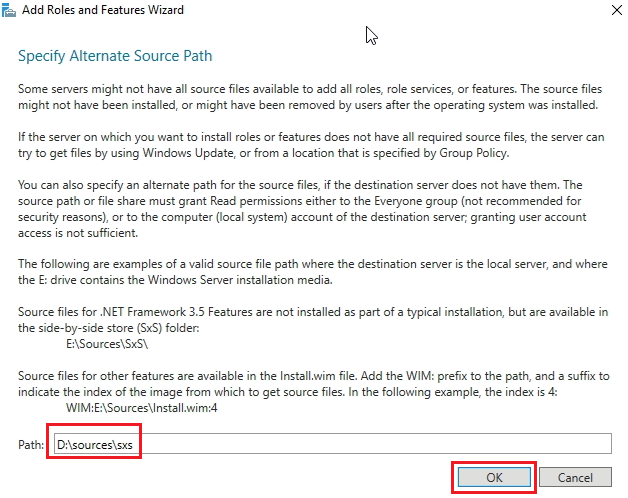 Add Roles and Features Wizard
Specify Alternate Source Path
Some servers might not have all source files available to add all roles, role services, or features. The source files
might not have been installed, or might have been removed by users after the operating system was installed.
If the server on which you want to install roles or features does not have all required source files, the server can
try to get files by using Windows Update, or from a location that is specified by Group Policy.
You can also specify an alternate path for the source files, if the destination server does not have them. The
source path or file share must grant Read permissions either to the Everyone group (not recommended for
security reasons), or to the computer (local system) account of the destination server; granting user account
access is not sufficient.
The following are examples of a valid source file path where the destination server is the local server, and where
the E: drive contains the Windows Server installation media.
Source files for .NET Framework 3.5 Features are not installed as part of a typical installation, but are available in
the side-by-side store (SxS) folder:
E:\Sources\SxS\
Source files for other features are available in the Install.wim file. Add the WIM: prefix to the path, and a suffix to
indicate the index of the image from which to get source files. In the following example, the index is 4:
WIM:E:\Sources\Install.wim:4
Path: D:\sources\sxs
OK Cancel